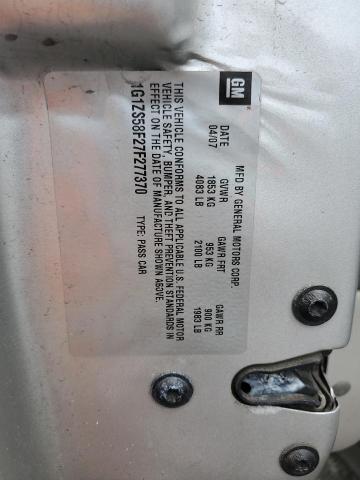 GM
MFD BY GENERAL MOTORS CORP.
DATE GVWR GAWR FRT GAWR RR
04/07 1853 KG 953 KG 900 KG
4083 LB 2100 LB 1983 LB
THIS VEHICLE CONFORMS TO ALL APPLICABLE U.S. FEDERAL MOTOR
VEHICLE SAFETY, BUMPER, AND THEFT PREVENTION STANDARDS IN
EFFECT ON THE DATE OF MANUFACTURE SHOWN ABOVE.
1G1ZS58F27F277370 TYPE: PASS CAR